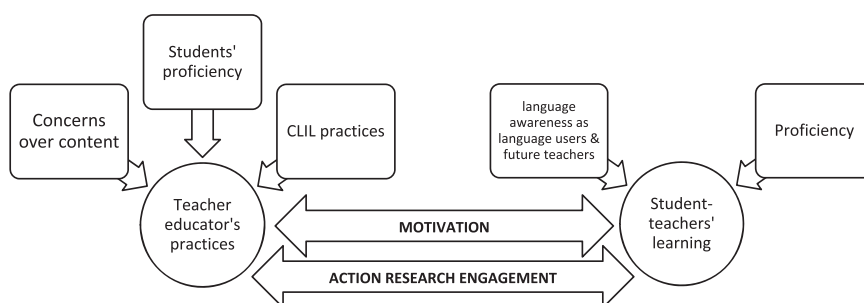 Students'
proficiency
Concerns
over content
CLIL practices
language
awareness as
language users &
future teachers
Proficiency
Teacher
educator's
practices
Student-
teachers'
learning
MOTIVATION
ACTION RESEARCH ENGAGEMENT